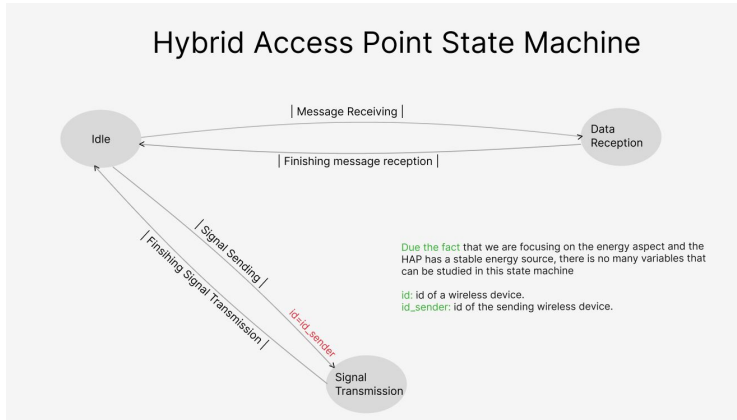 Hybrid Access Point State Machine
| Message Receiving |
Idle
Data
Reception
| Finishing message reception |
| Signal Sending |
| Finsihing Signal Transmission |
id=id_sender
Due the fact that we are focusing on the energy aspect and the
HAP has a stable energy source, there is no many variables that
can be studied in this state machine
id: id of a wireless device.
id_sender: id of the sending wireless device.
Signal
Transmission